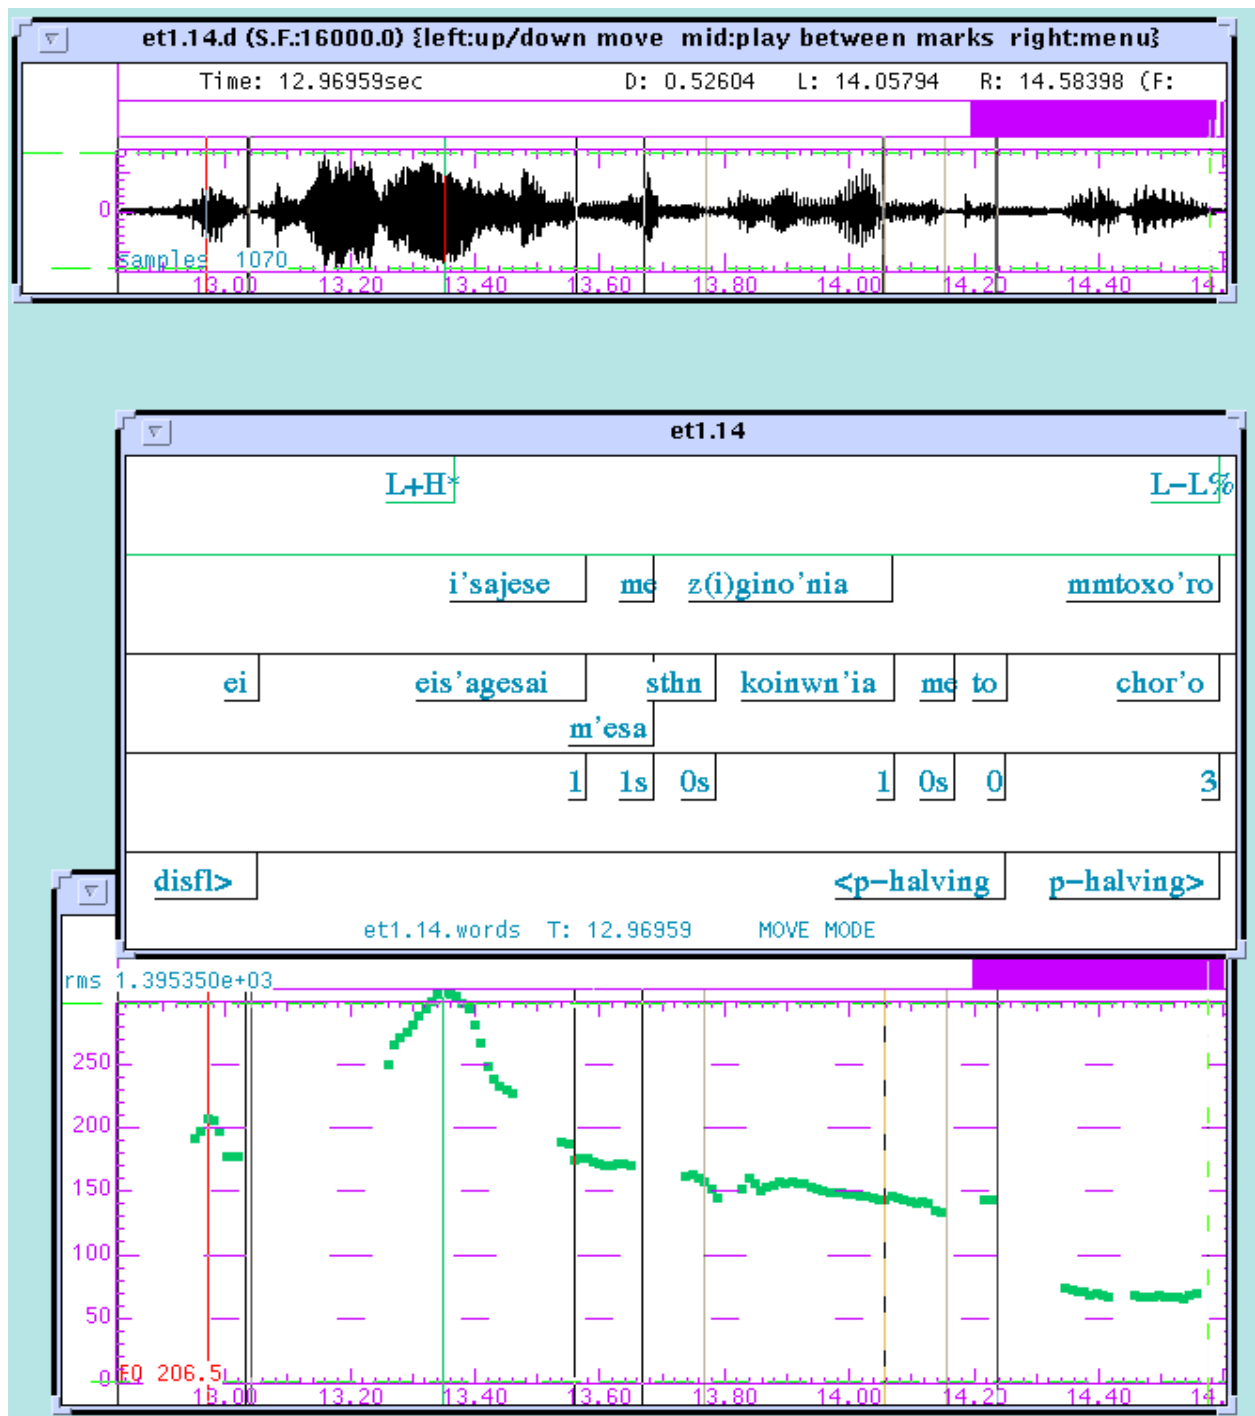 et1.14.d (S.F.:16000.0) {left:up/down move mid:play between marks right:menu}
Time: 12.96959sec D: 0.52604 L: 14.05794 R: 14.58398 (F:
0
Samples 1070
13.00 13.20 13.40 13.60 13.80 14.00 14.20 14.40 14.
et1.14
L+H* L-L%
i'sajese me z(i)gino'nia mmtoxo'ro
ei eis'agesai sthn koinwn'ia me to chor'o
m'esa
1 1s 0s 1 0s 0 3
disfl> <p-halving p-halving>
et1.14.words T: 12.96959 MOVE MODE
rms 1.395350e+03
250
200
150
100
50
0
F0 206.5
13.00 13.20 13.40 13.60 13.80 14.00 14.20 14.40 14.